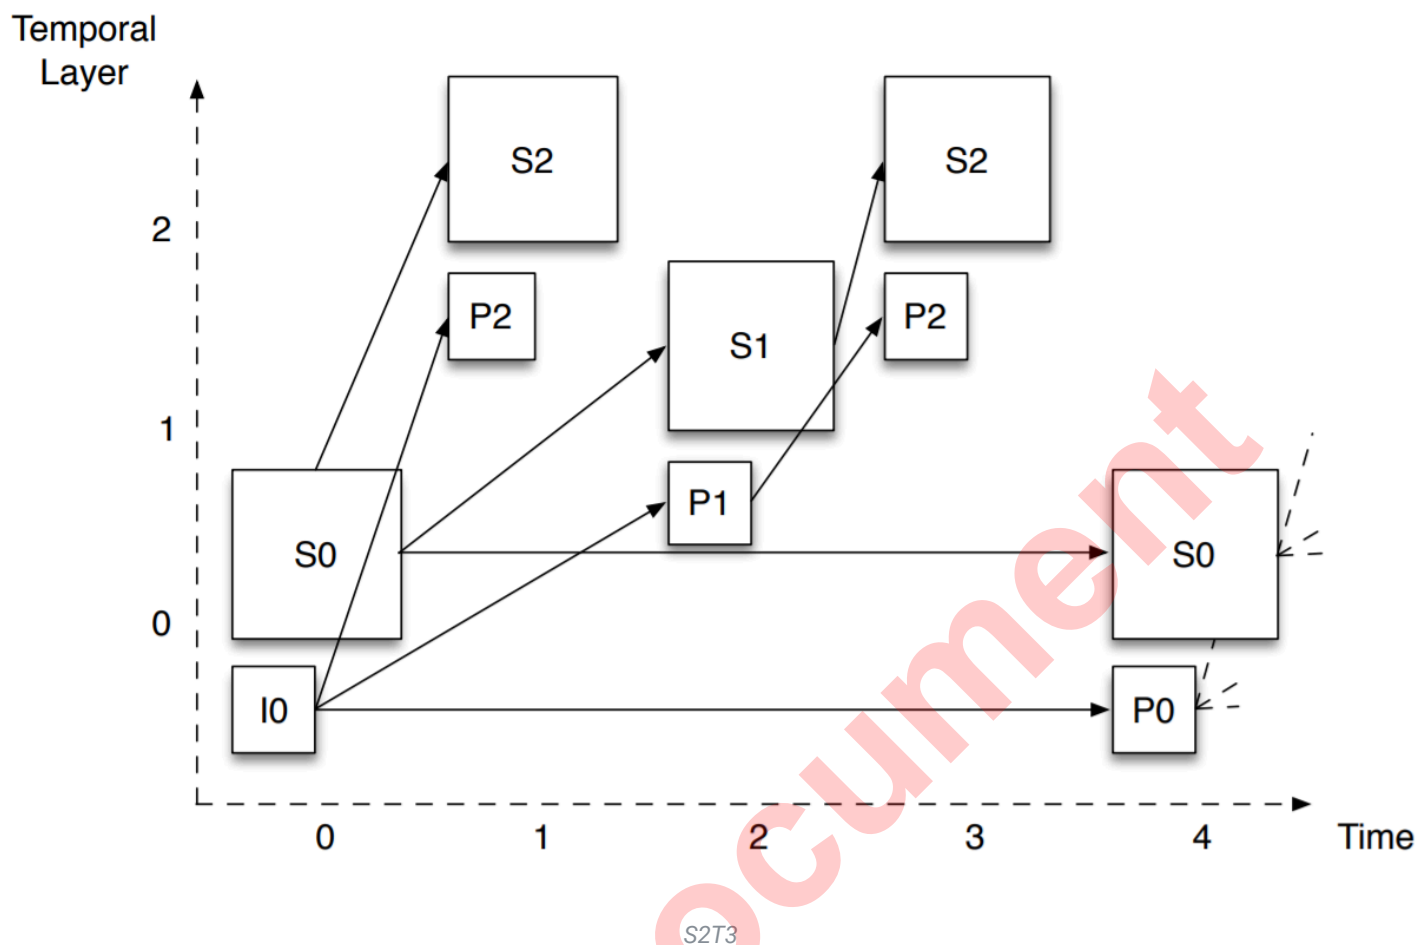 Temporal
Layer
S2
S2
2
P2
P2
S1
1
P1
S0
S0
0
I0
P0
0 1 2 3 4 Time
ocument
S2T3